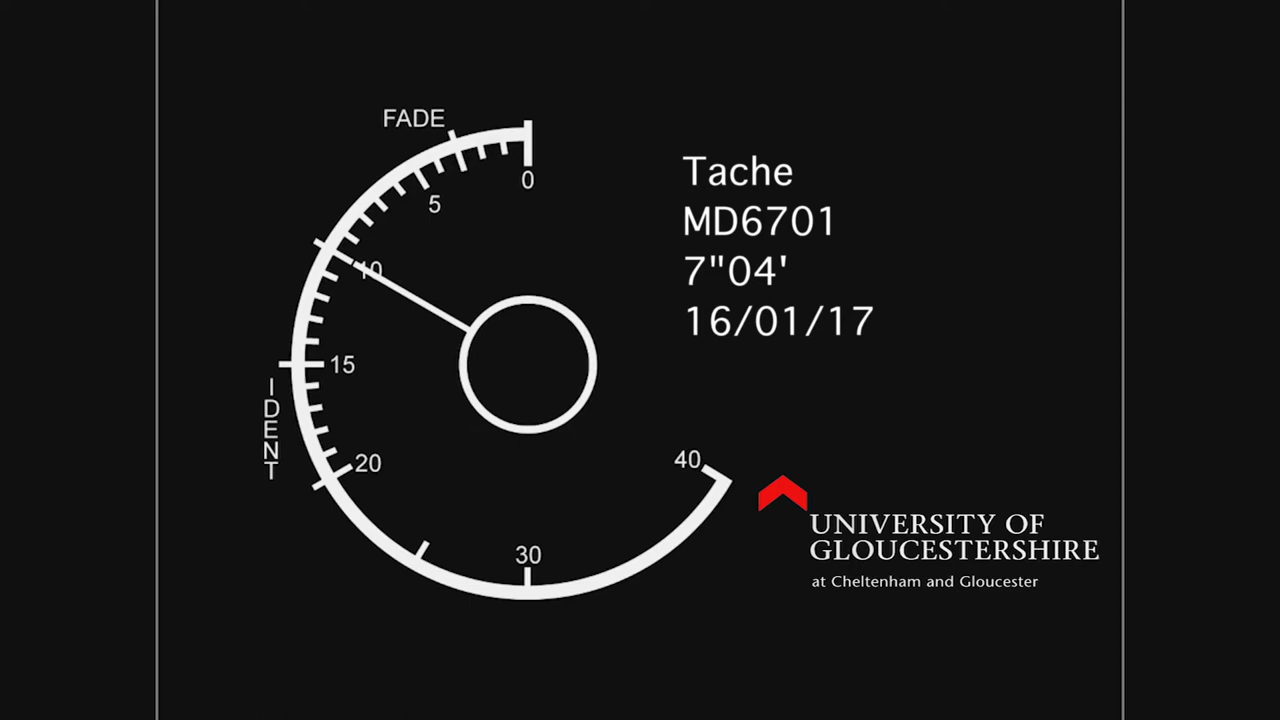 FADE
0
5
10
15
IDENT
20
30
40
Tache
MD6701
7"04'
16/01/17
UNIVERSITY OF
GLOUCESTERSHIRE
at Cheltenham and Gloucester